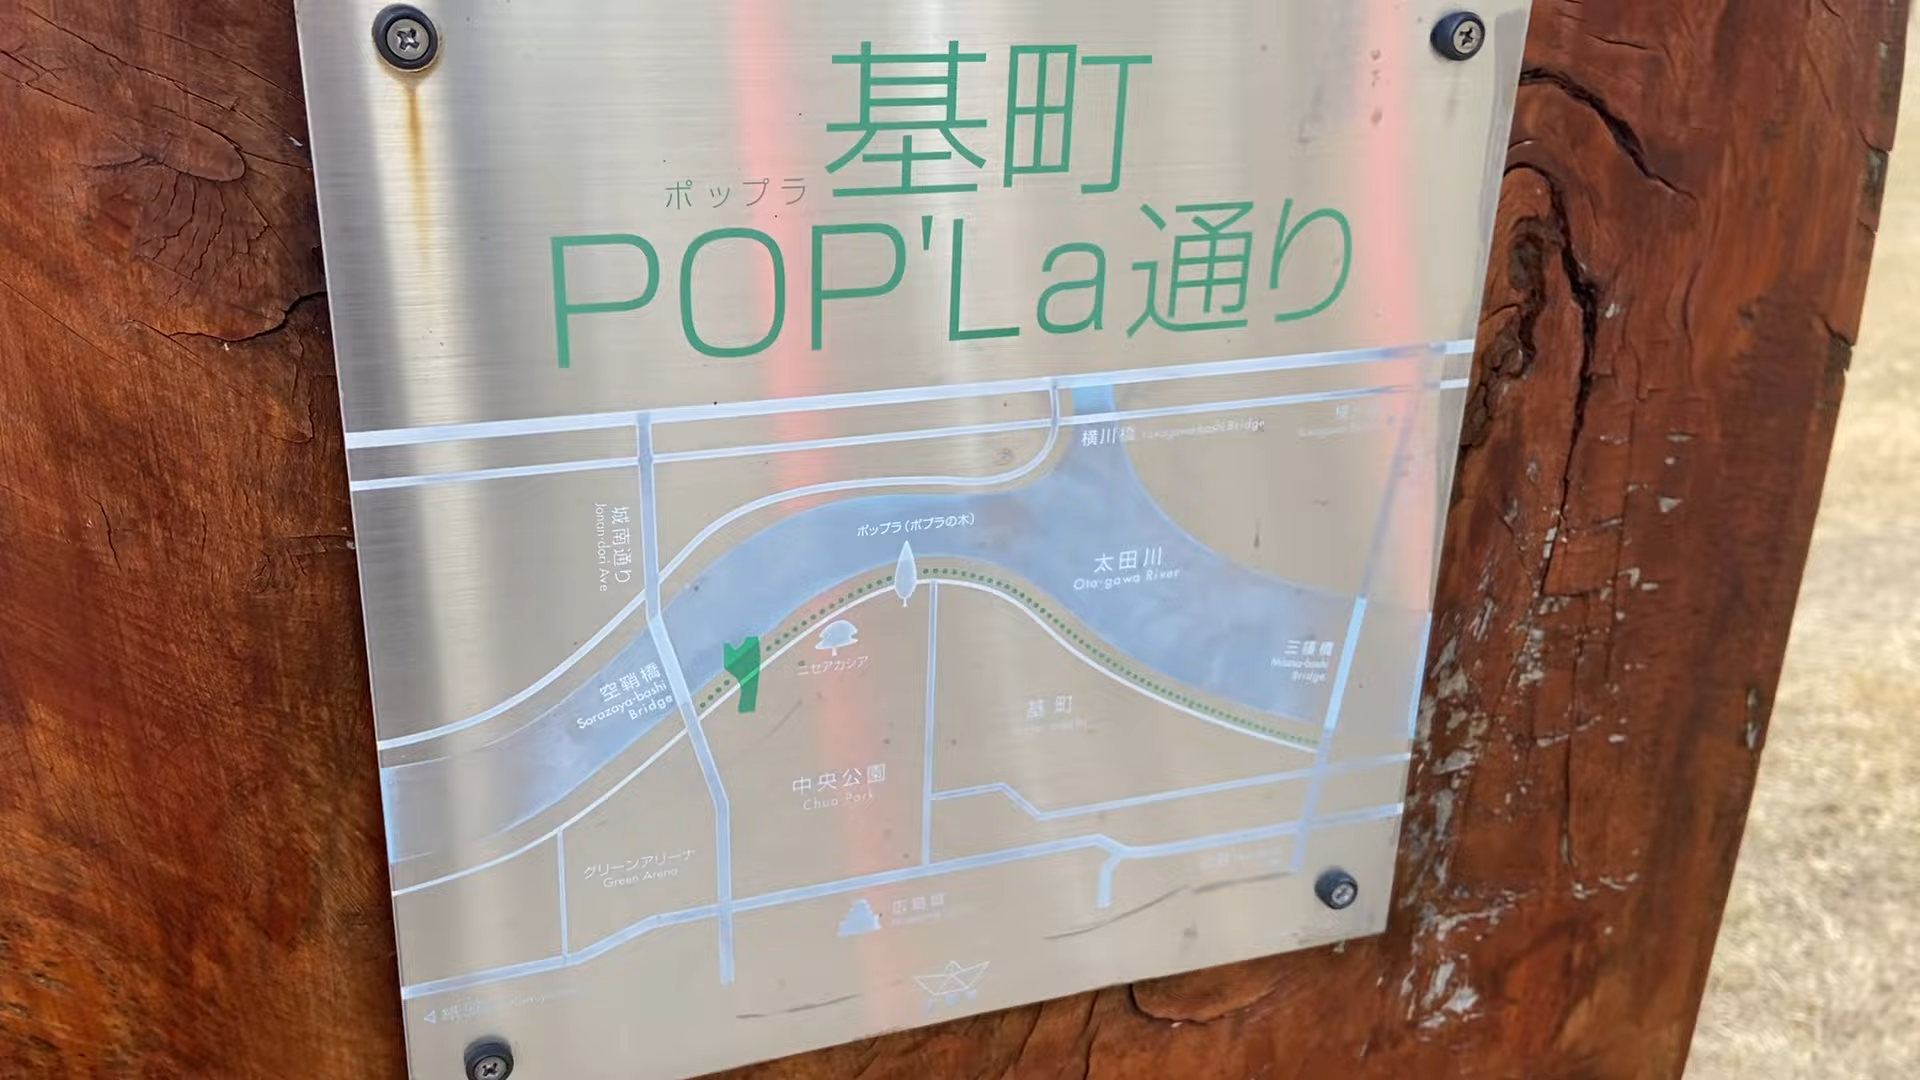 基町
ポップラ
POP'La通り
横川橋 Yokogawa-bashi Bridge
城南通り
Jonan-dori Ave
ポップラ(ポプラの木)
太田川
Ota-gawa River
空鞘橋
Sorazaya-bashi
Bridge
ニセアカシア
三篠橋
Misasa-bashi
Bridge
基町
中央公園
Chuo Park
グリーンアリーナ
Green Arena
広島城